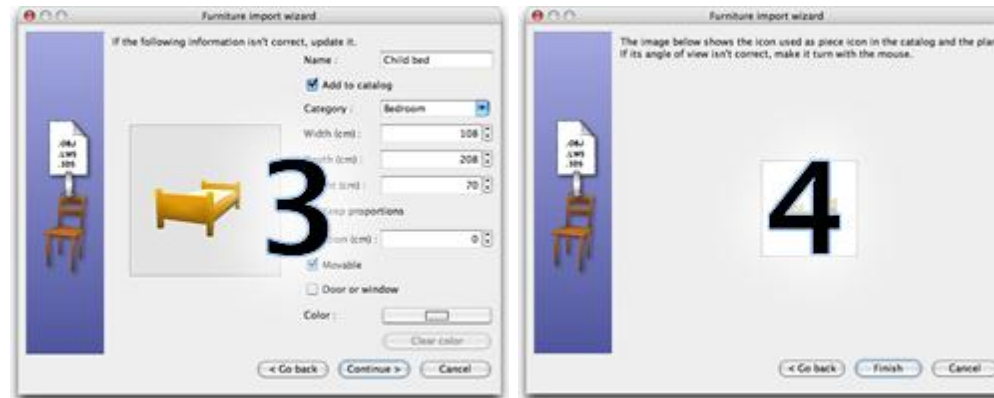 Furniture import wizard
If the following information isn't correct, update it.
Name : Child bed
Add to catalog
Category : Bedroom
Width (cm) : 108
(cm) : 208
(cm) : 70
proportions
(cm) : 0
Movable
Door or window
Color :
Clear color
< Go back Continue > Cancel
.OBJ
.LWS
.3DS
3
Furniture import wizard
The image below shows the icon used as piece icon in the catalog and the
If its angle of view isn't correct, make it turn with the mouse.
.OBJ
.LWS
.3DS
4
< Go back Finish Cancel